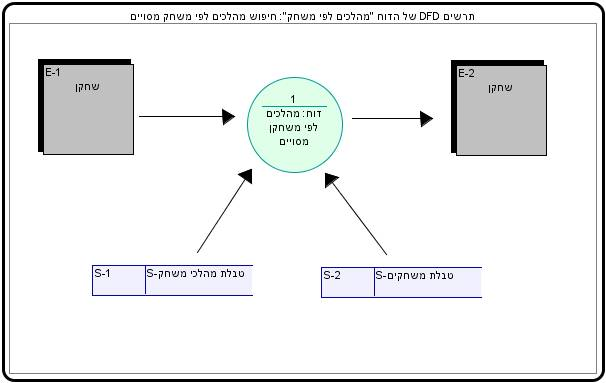 תרשים DFD של הדוח "מהלכים לפי משחק": חיפוש מהלכים לפי משחק מסויים
E-1
שחקן
1
דוח: מהלכים
לפי משחקן
מסויים
E-2
שחקן
S-1
S-טבלת מהלכי משחק
S-2
S-טבלת משחקים